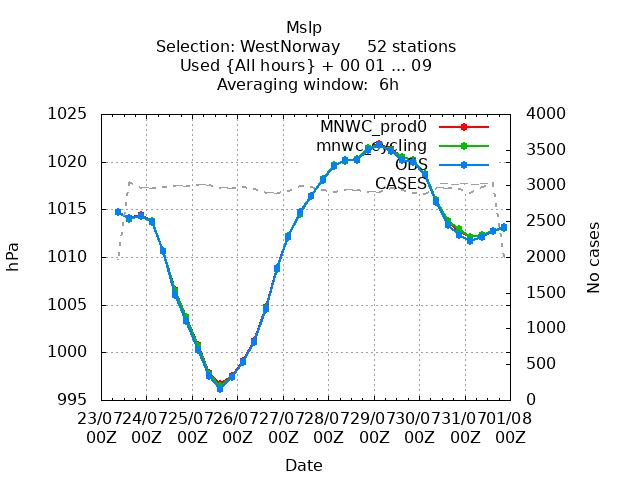 Mslp
Selection: WestNorway 52 stations
Used {All hours} + 00 01 ... 09
Averaging window: 6h
1025
1020
1015
1010
1005
1000
995
hPa
4000
3500
3000
2500
2000
1500
1000
500
0
No cases
MNWC_prod0
mnwc_cycling
OBS
CASES
23/07 24/07 25/07 26/07 27/07 28/07 29/07 30/07 31/07 01/08
00Z 00Z 00Z 00Z 00Z 00Z 00Z 00Z 00Z 00Z
Date